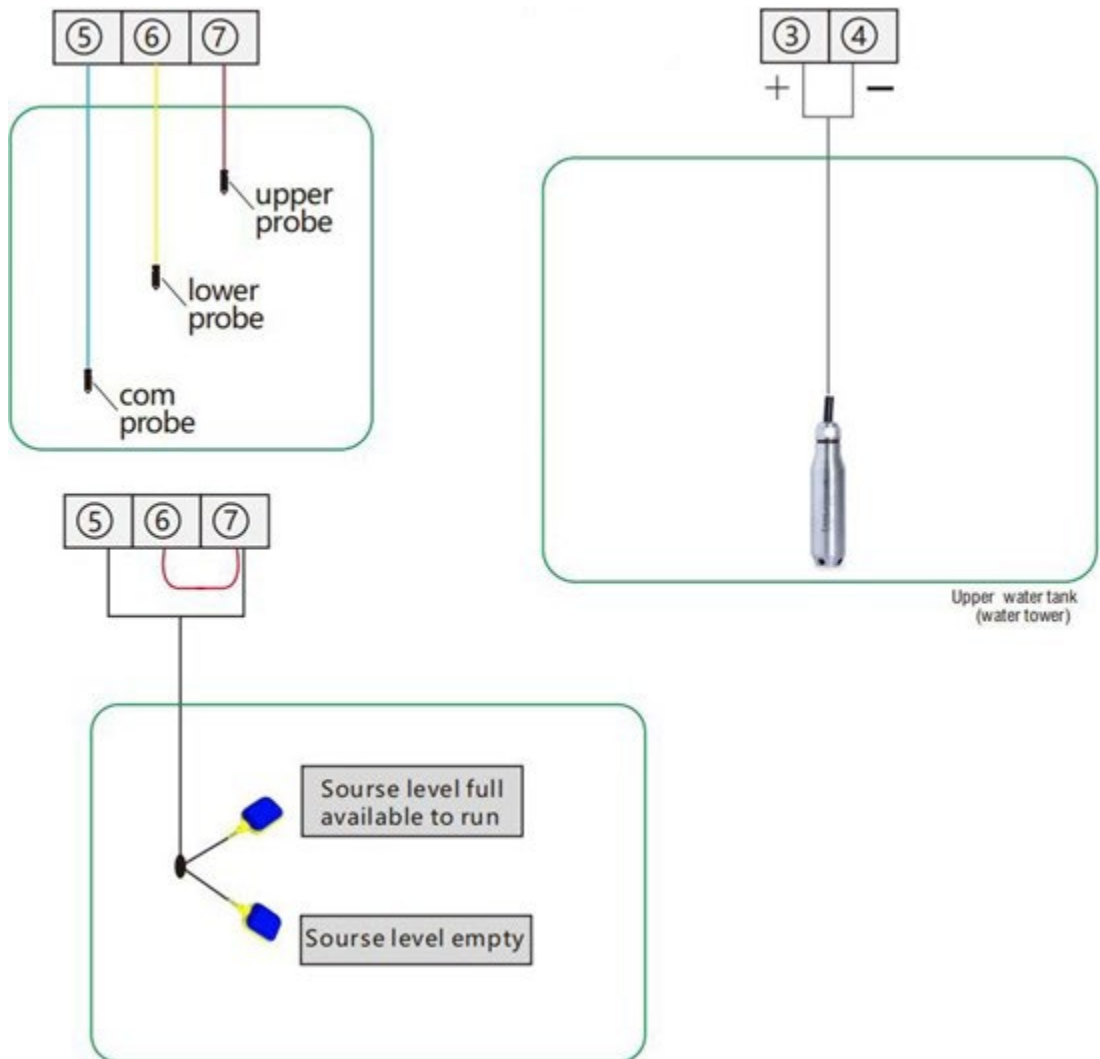 ⑤ ⑥ ⑦
upper
probe
lower
probe
com
probe
③ ④
+ −
Upper water tank
(water tower)
⑤ ⑥ ⑦
Sourse level full
available to run
Sourse level empty